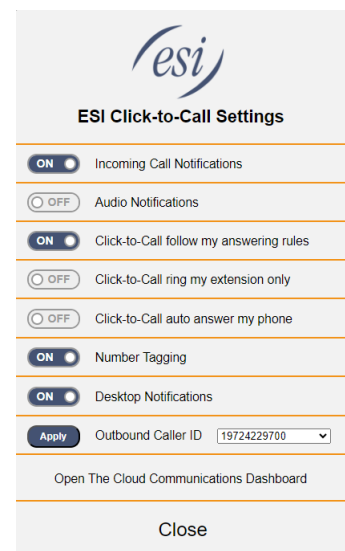 esi
ESI Click-to-Call Settings
ON Incoming Call Notifications
OFF Audio Notifications
ON Click-to-Call follow my answering rules
OFF Click-to-Call ring my extension only
OFF Click-to-Call auto answer my phone
ON Number Tagging
ON Desktop Notifications
Apply Outbound Caller ID 19724229700
Open The Cloud Communications Dashboard
Close